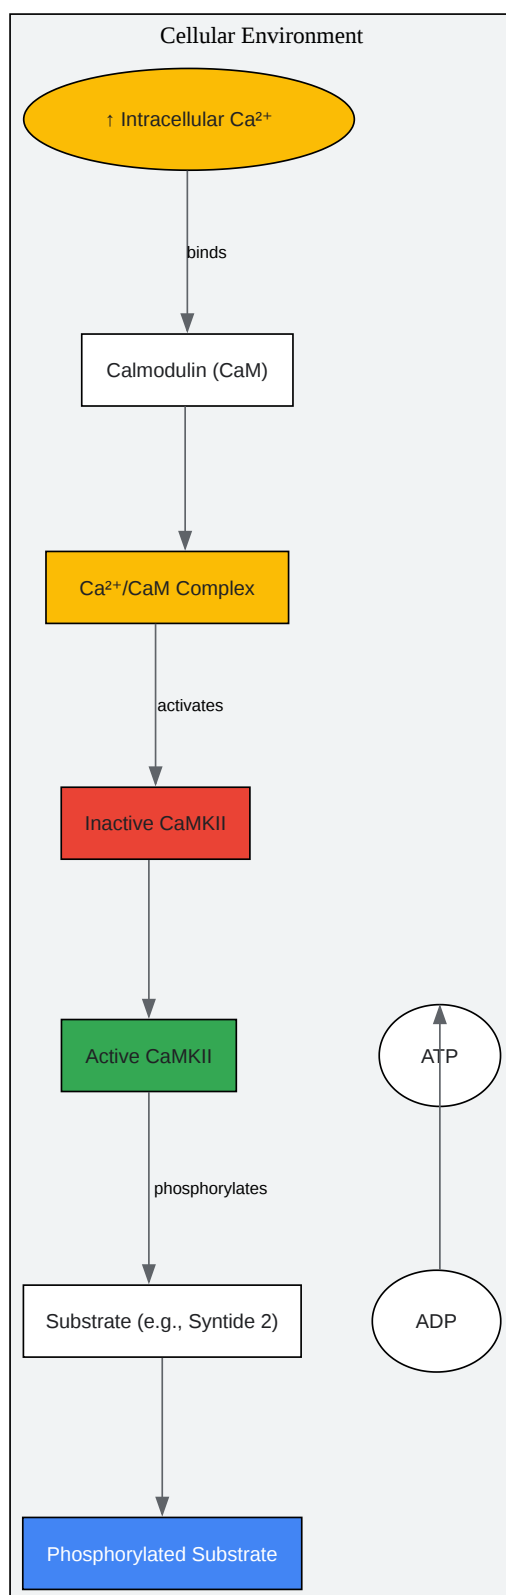 Cellular Environment
↑ Intracellular Ca²⁺
binds
Calmodulin (CaM)
Ca²⁺/CaM Complex
activates
Inactive CaMKII
Active CaMKII
ATP
phosphorylates
Substrate (e.g., Syntide 2)
ADP
Phosphorylated Substrate